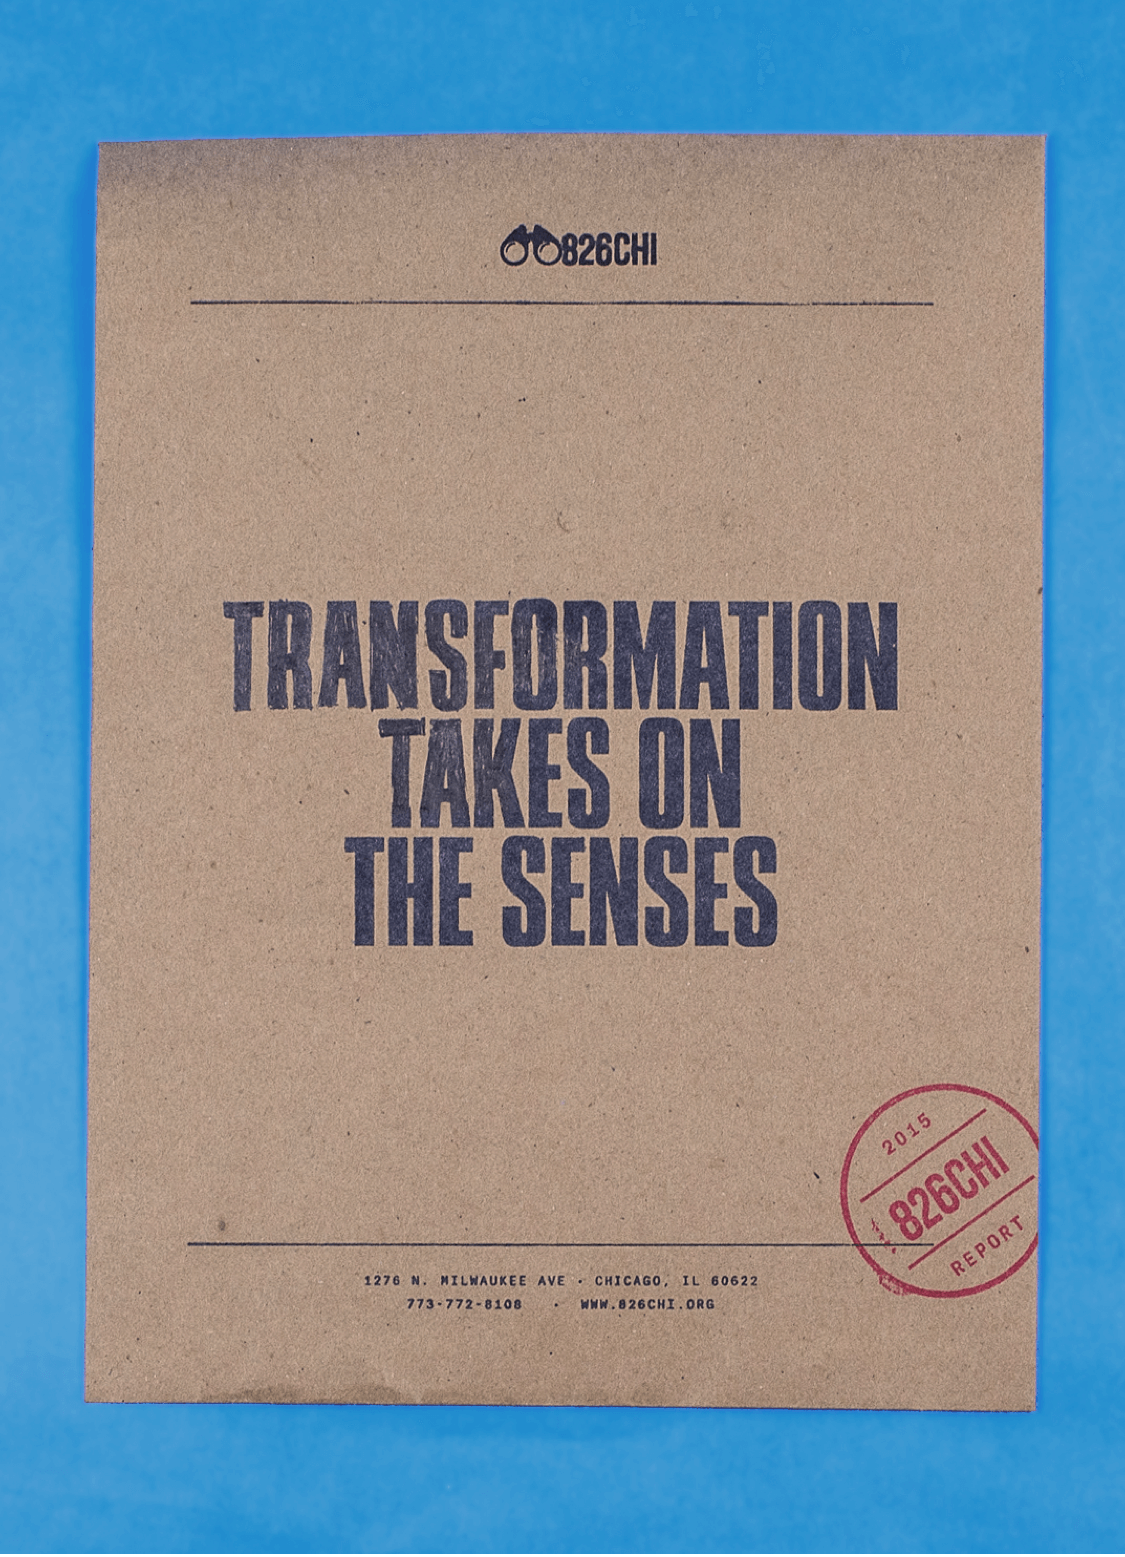 826CHI
TRANSFORMATION
TAKES ON
THE SENSES
2015
826CHI
REPORT
1276 N. MILWAUKEE AVE · CHICAGO, IL 60622
773-772-8108 · WWW.826CHI.ORG